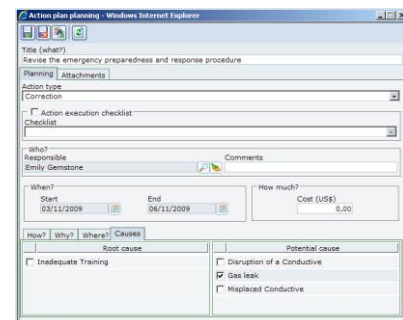 Action plan planning - Windows Internet Explorer
Title (what?)
Revise the emergency preparedness and response procedure
Planning Attachments
Action type
Correction
Action execution checklist
Checklist
Who?
Responsible Comments
Emily Gemstone
When? How much?
Start End Cost (US$)
03/11/2009 06/11/2009 0,00
How? Why? Where? Causes
Root cause Potential cause
Inadequate Training Disruption of a Conductive
Gas leak
Misplaced Conductive